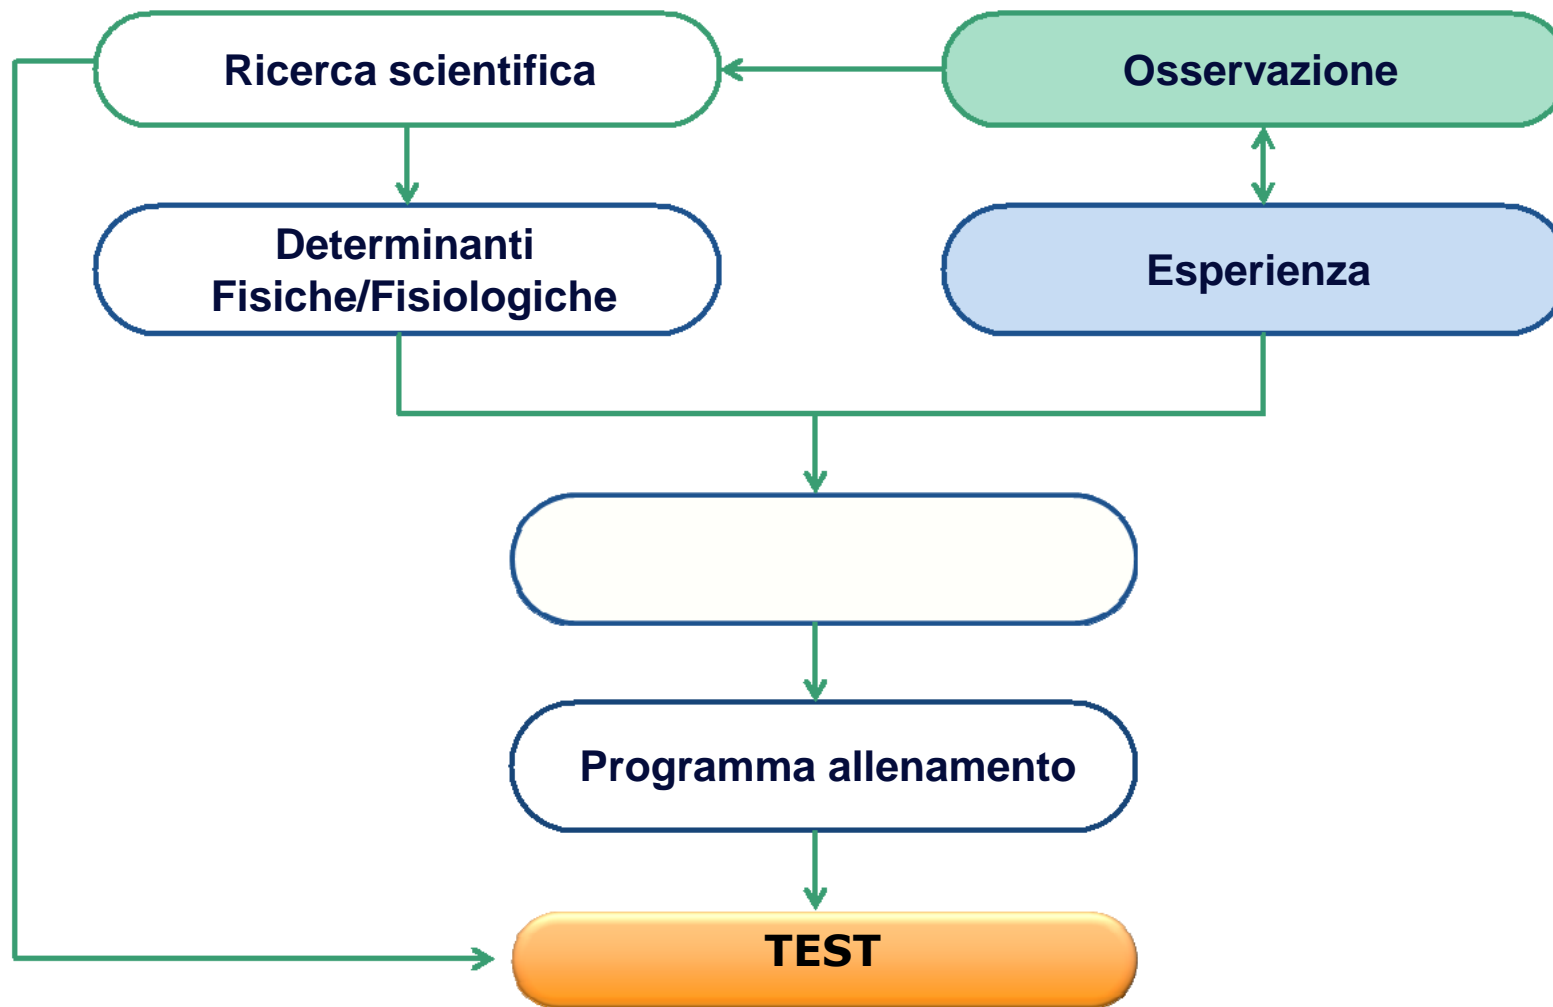 Ricerca scientifica
Osservazione
Determinanti
Fisiche/Fisiologiche
Esperienza
Programma allenamento
TEST